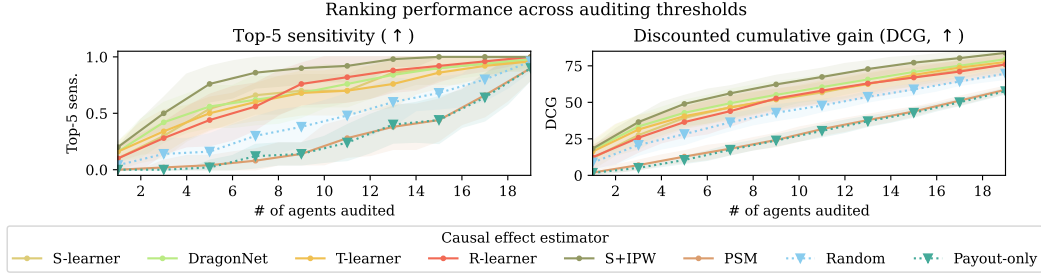 Ranking performance across auditing thresholds
Top-5 sensitivity ( ↑ )
Top-5 sens.
1.0
0.5
0.0
2 4 6 8 10 12 14 16 18
# of agents audited
Discounted cumulative gain (DCG, ↑ )
DCG
75
50
25
0
2 4 6 8 10 12 14 16 18
# of agents audited
Causal effect estimator
S-learner DragonNet T-learner R-learner S+IPW PSM Random Payout-only